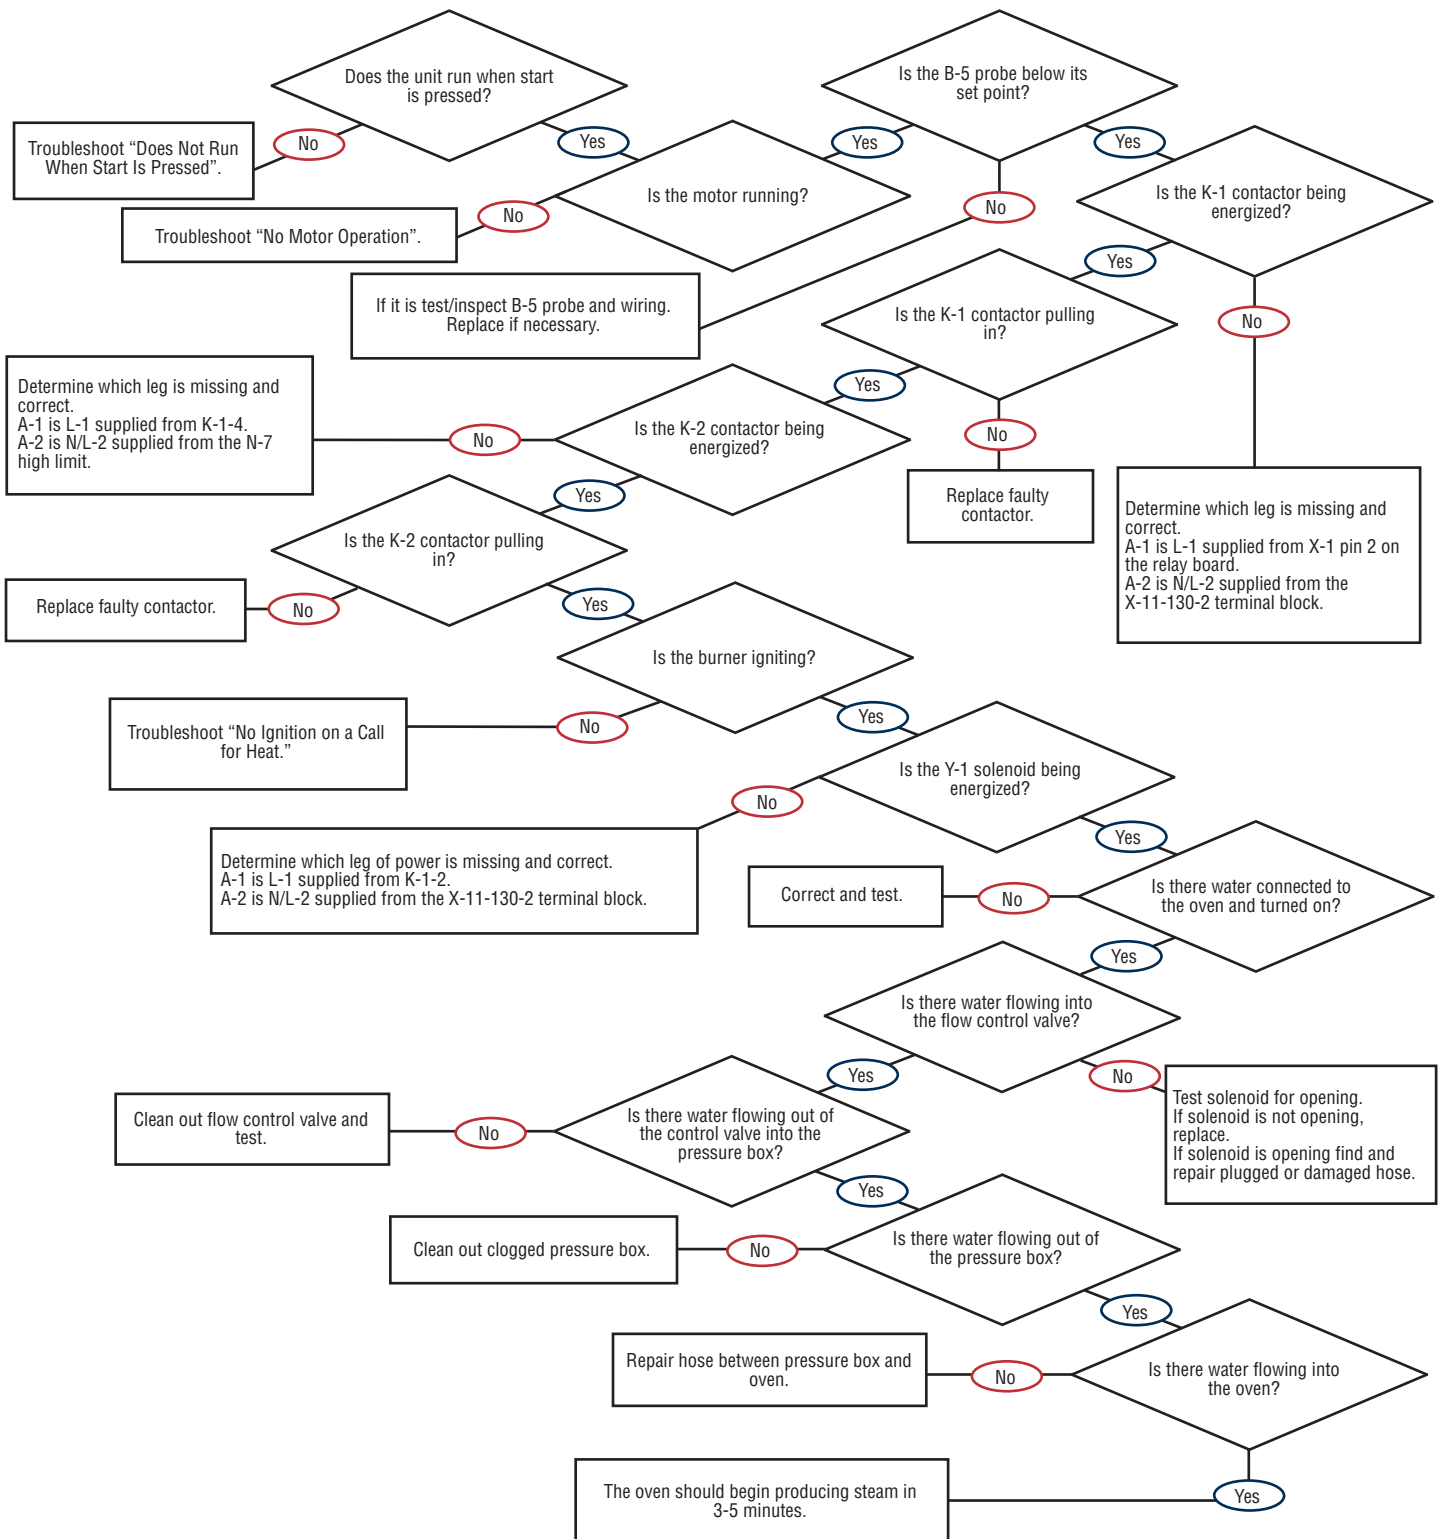 Does the unit run when start
is pressed?
No
Yes
Troubleshoot “Does Not Run
When Start Is Pressed”.
Is the motor running?
No
Yes
Troubleshoot “No Motor Operation”.
Is the B-5 probe below its
set point?
No
Yes
If it is test/inspect B-5 probe and wiring.
Replace if necessary.
Is the K-1 contactor being
energized?
Yes
No
Determine which leg is missing and
correct.
A-1 is L-1 supplied from X-1 pin 2 on
the relay board.
A-2 is N/L-2 supplied from the
X-11-130-2 terminal block.
Is the K-1 contactor pulling
in?
Yes
No
Replace faulty
contactor.
Is the K-2 contactor being
energized?
No
Yes
Determine which leg is missing and
correct.
A-1 is L-1 supplied from K-1-4.
A-2 is N/L-2 supplied from the N-7
high limit.
Is the K-2 contactor pulling
in?
No
Yes
Replace faulty contactor.
Is the burner igniting?
No
Yes
Troubleshoot “No Ignition on a Call
for Heat.”
Is the Y-1 solenoid being
energized?
No
Yes
Determine which leg of power is missing and correct.
A-1 is L-1 supplied from K-1-2.
A-2 is N/L-2 supplied from the X-11-130-2 terminal block.
Is there water connected to
the oven and turned on?
No
Yes
Correct and test.
Is there water flowing into
the flow control valve?
Yes
No
Test solenoid for opening.
If solenoid is not opening,
replace.
If solenoid is opening find and
repair plugged or damaged hose.
Is there water flowing out of
the control valve into the
pressure box?
No
Yes
Clean out flow control valve and
test.
Is there water flowing out of
the pressure box?
No
Yes
Clean out clogged pressure box.
Is there water flowing into
the oven?
No
Yes
Repair hose between pressure box and
oven.
The oven should begin producing steam in
3-5 minutes.